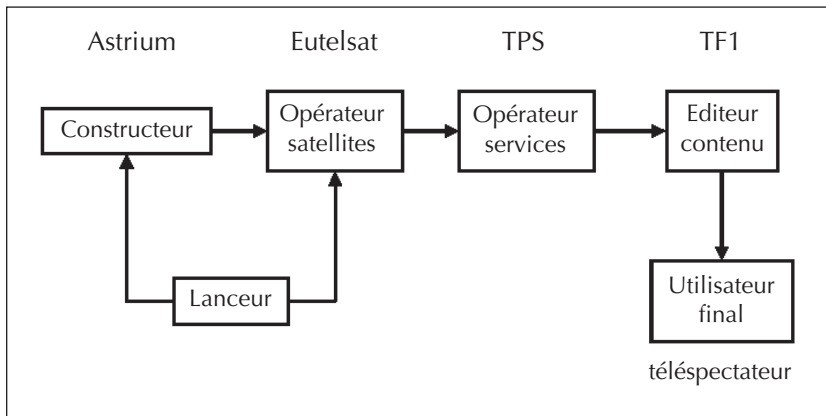 Astrium
Eutelsat
TPS
TF1
Constructeur
Opérateur
satellites
Opérateur
services
Editeur
contenu
Lanceur
Utilisateur
final
téléspectateur